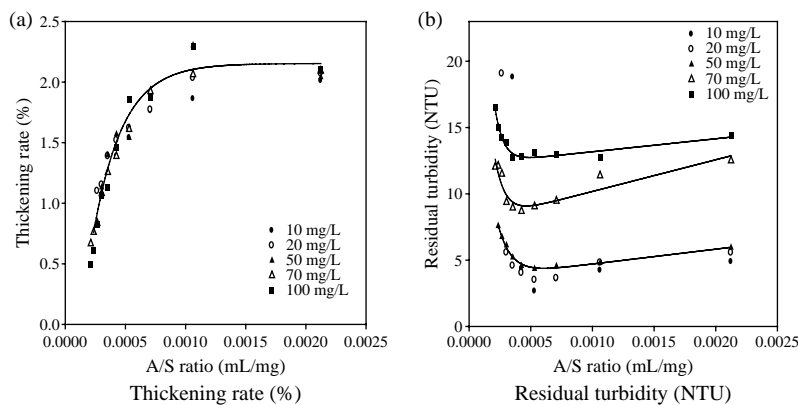 (a)
Thickening rate (%)
2.5
2.0
1.5
1.0
0.5
0.0
10 mg/L
20 mg/L
50 mg/L
70 mg/L
100 mg/L
0.0000 0.0005 0.0010 0.0015 0.0020 0.0025
A/S ratio (mL/mg)
Thickening rate (%)
(b)
Residual turbidity (NTU)
20
15
10
5
0
10 mg/L
20 mg/L
50 mg/L
70 mg/L
100 mg/L
0.0000 0.0005 0.0010 0.0015 0.0020 0.0025
A/S ratio (mL/mg)
Residual turbidity (NTU)